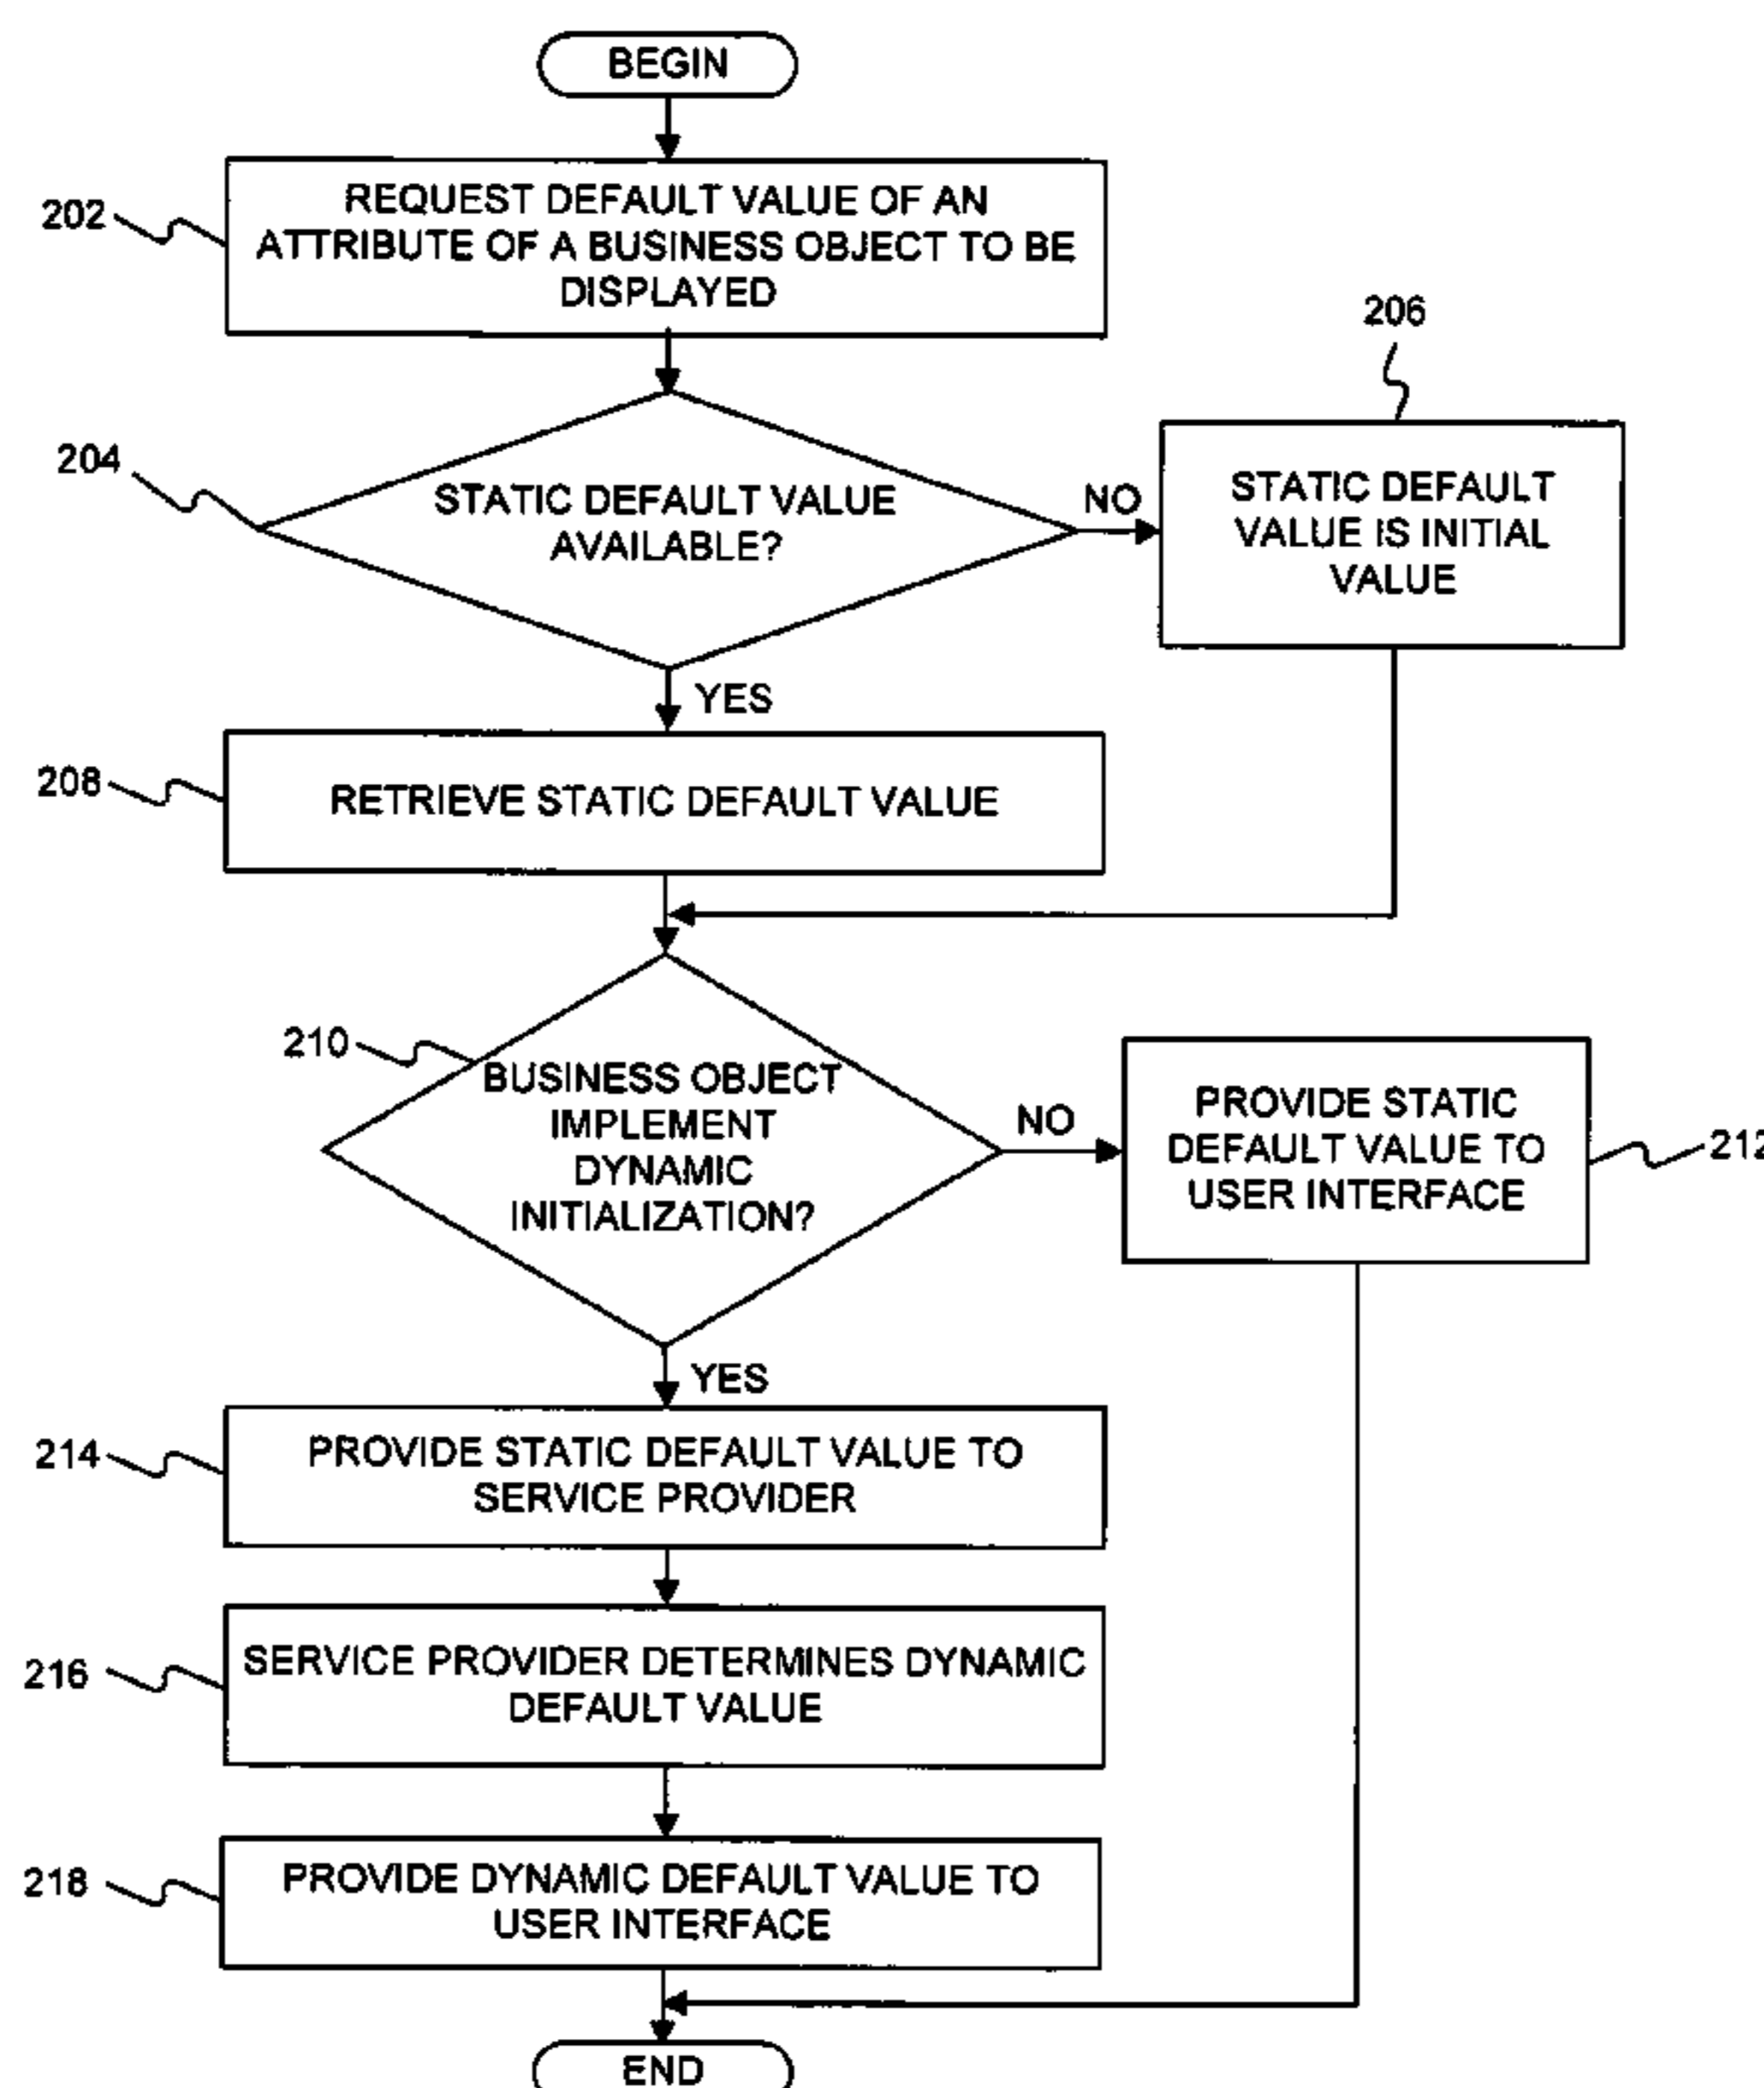 BEGIN
202
REQUEST DEFAULT VALUE OF AN
ATTRIBUTE OF A BUSINESS OBJECT TO BE
DISPLAYED
206
204
STATIC DEFAULT VALUE
AVAILABLE?
NO
STATIC DEFAULT
VALUE IS INITIAL
VALUE
YES
208
RETRIEVE STATIC DEFAULT VALUE
210
BUSINESS OBJECT
IMPLEMENT
DYNAMIC
INITIALIZATION?
NO
PROVIDE STATIC
DEFAULT VALUE TO
USER INTERFACE
212
YES
214
PROVIDE STATIC DEFAULT VALUE TO
SERVICE PROVIDER
216
SERVICE PROVIDER DETERMINES DYNAMIC
DEFAULT VALUE
218
PROVIDE DYNAMIC DEFAULT VALUE TO
USER INTERFACE
END